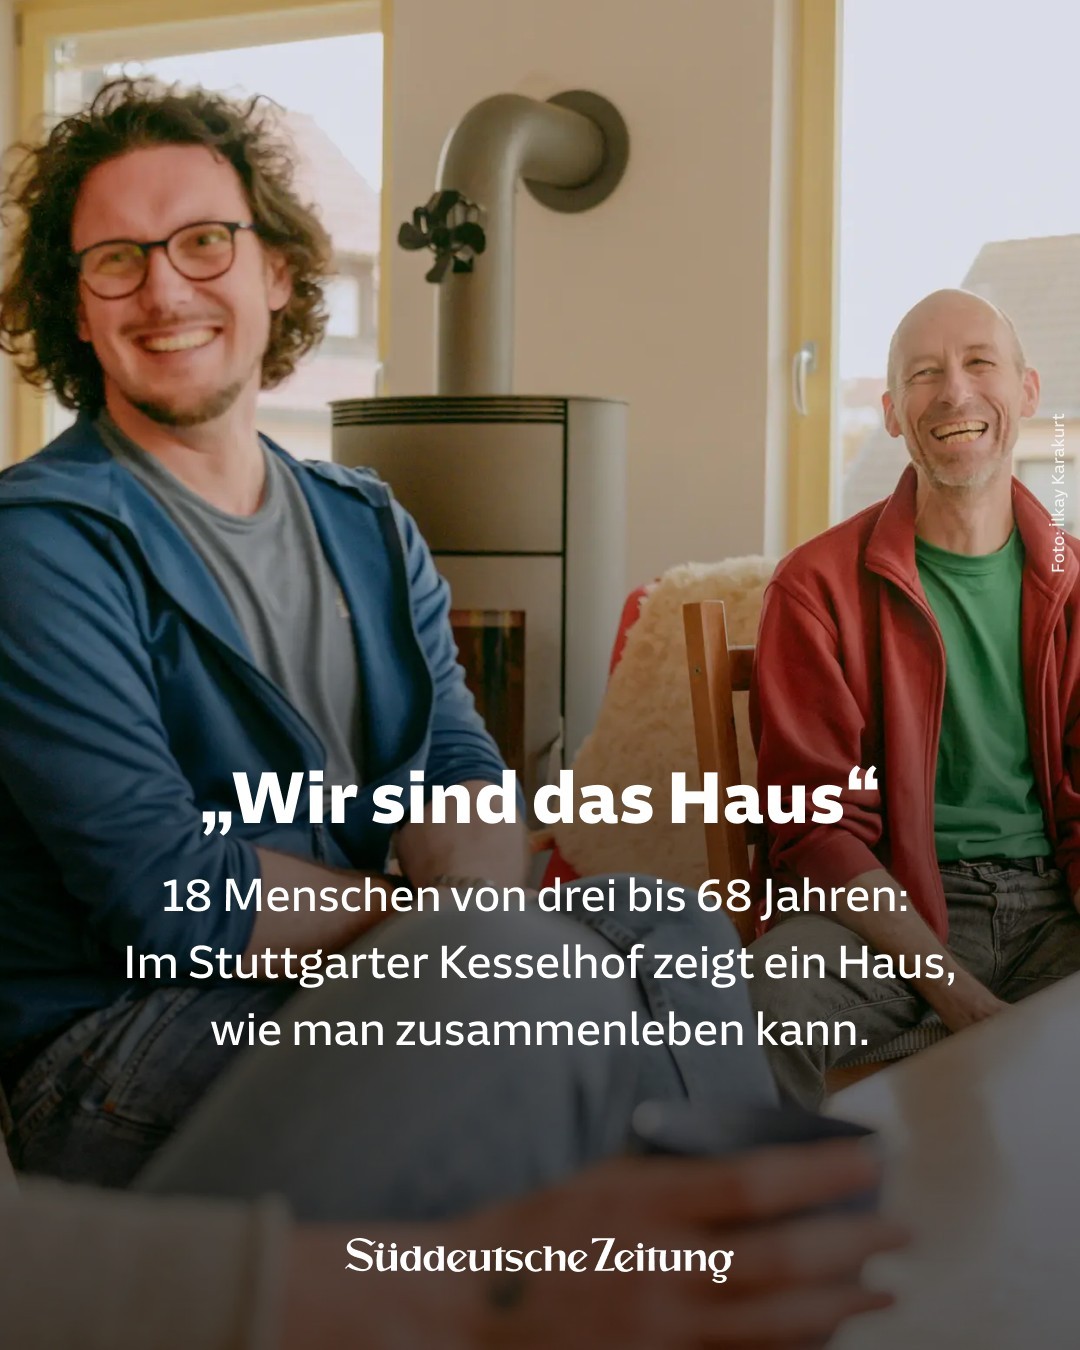 Foto: Ilkay Karakurt
„Wir sind das Haus“
18 Menschen von drei bis 68 Jahren:
Im Stuttgarter Kesselhof zeigt ein Haus,
wie man zusammenleben kann.
Süddeutsche Zeitung